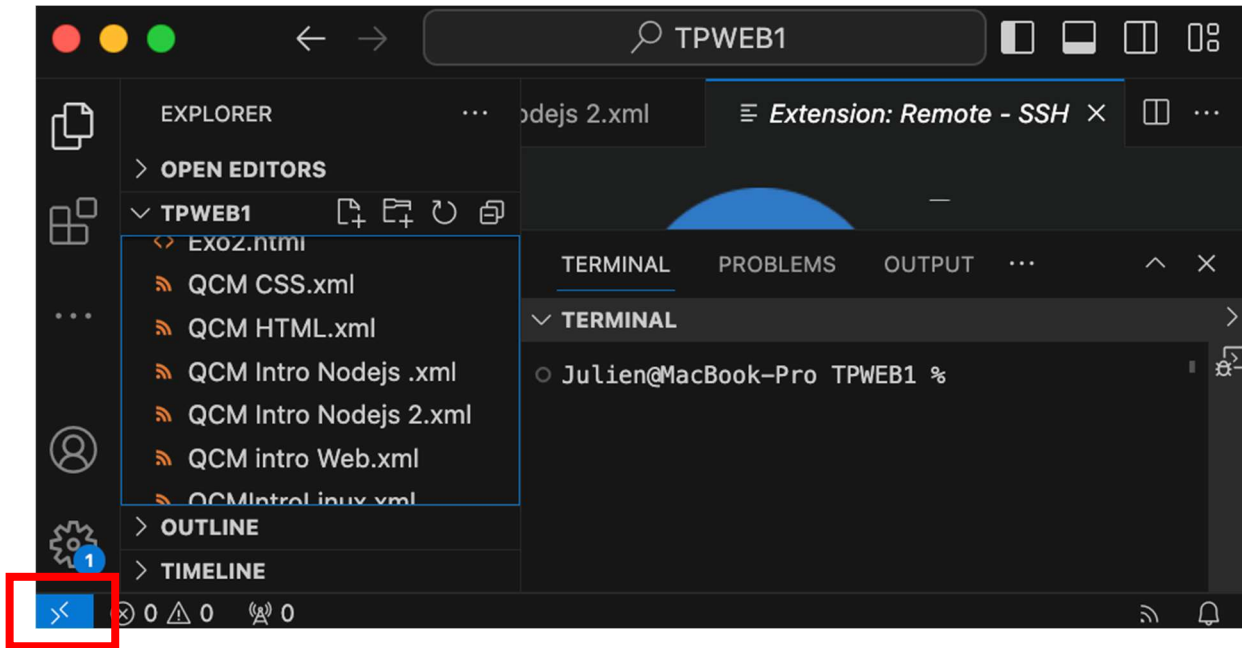 TPWEB1
EXPLORER ···
odejs 2.xml
Extension: Remote - SSH
OPEN EDITORS
TPWEB1
Exo2.html
QCM CSS.xml
QCM HTML.xml
QCM Intro Nodejs .xml
QCM Intro Nodejs 2.xml
QCM intro Web.xml
QCMIntroLinux.xml
OUTLINE
TIMELINE
TERMINAL PROBLEMS OUTPUT ···
TERMINAL
Julien@MacBook-Pro TPWEB1 %
1
0 0 0